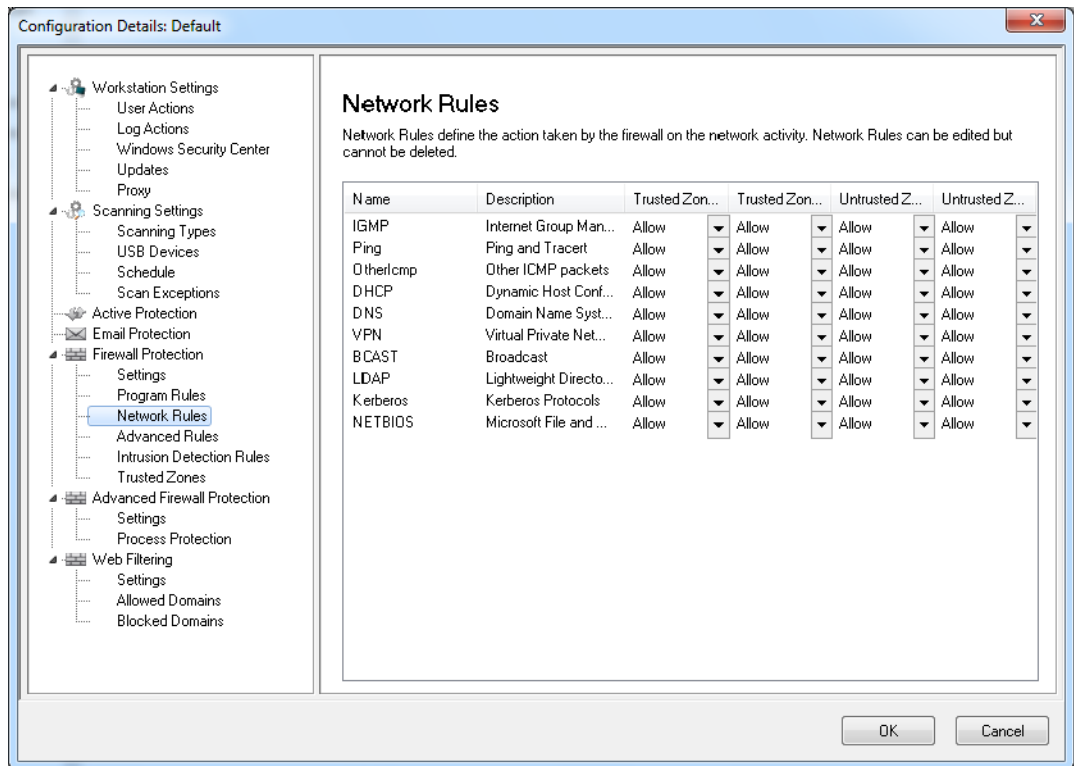 Configuration Details: Default
Workstation Settings
User Actions
Log Actions
Windows Security Center
Updates
Proxy
Scanning Settings
Scanning Types
USB Devices
Schedule
Scan Exceptions
Active Protection
Email Protection
Firewall Protection
Settings
Program Rules
Network Rules
Advanced Rules
Intrusion Detection Rules
Trusted Zones
Advanced Firewall Protection
Settings
Process Protection
Web Filtering
Settings
Allowed Domains
Blocked Domains
Network Rules
Network Rules define the action taken by the firewall on the network activity. Network Rules can be edited but
cannot be deleted.
Name Description Trusted Zon... Trusted Zon... Untrusted Z... Untrusted Z...
IGMP Internet Group Man... Allow Allow Allow Allow
Ping Ping and Tracert Allow Allow Allow Allow
OtherIcmp Other ICMP packets Allow Allow Allow Allow
DHCP Dynamic Host Conf... Allow Allow Allow Allow
DNS Domain Name Syst... Allow Allow Allow Allow
VPN Virtual Private Net... Allow Allow Allow Allow
BCAST Broadcast Allow Allow Allow Allow
LDAP Lightweight Directo... Allow Allow Allow Allow
Kerberos Kerberos Protocols Allow Allow Allow Allow
NETBIOS Microsoft File and ... Allow Allow Allow Allow
OK Cancel